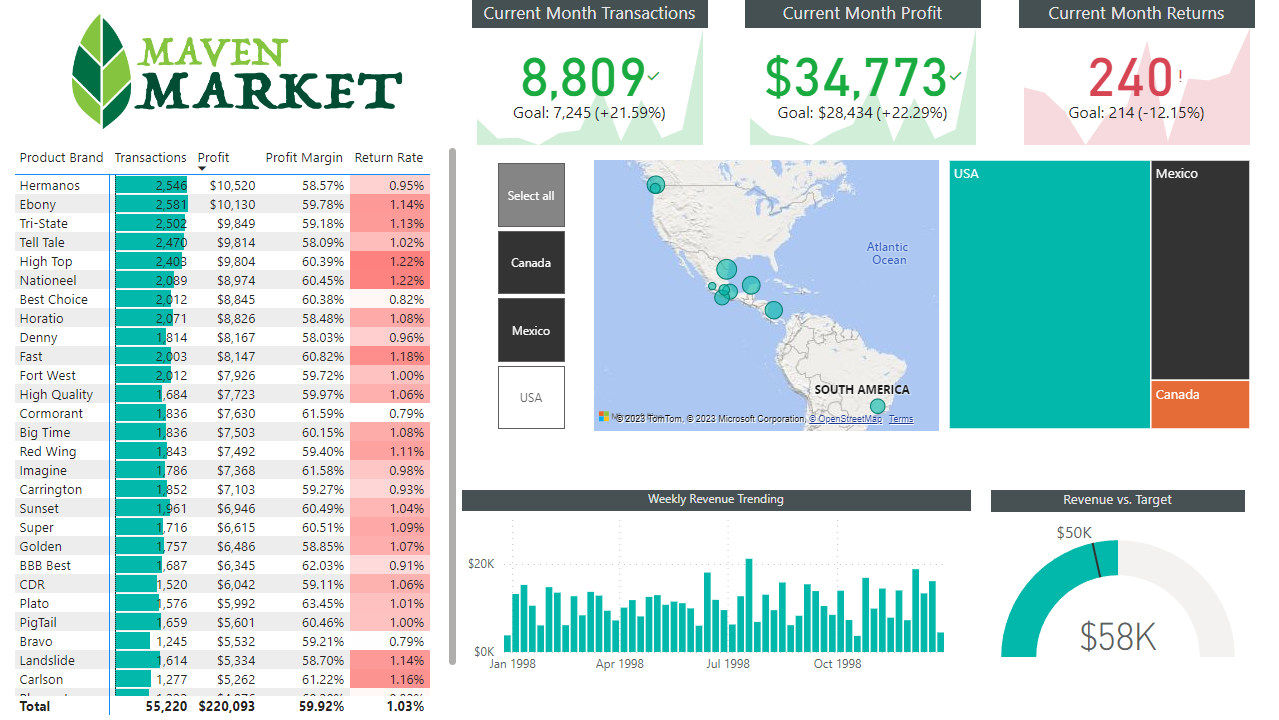 MAVEN
MARKET
Current Month Transactions
8,809
Goal: 7,245 (+21.59%)
Current Month Profit
$34,773
Goal: $28,434 (+22.29%)
Current Month Returns
240!
Goal: 214 (-12.15%)
Product Brand Transactions Profit Profit Margin Return Rate
Hermanos 2,546 $10,520 58.57% 0.95%
Ebony 2,581 $10,130 59.78% 1.14%
Tri-State 2,502 $9,849 59.18% 1.13%
Tell Tale 2,470 $9,814 58.09% 1.02%
High Top 2,403 $9,804 60.39% 1.22%
Nationeel 2,089 $8,974 60.45% 1.22%
Best Choice 2,012 $8,845 60.38% 0.82%
Horatio 2,071 $8,826 58.48% 1.08%
Denny 1,814 $8,167 58.03% 0.96%
Fast 2,003 $8,147 60.82% 1.18%
Fort West 2,012 $7,926 59.72% 1.00%
High Quality 1,684 $7,723 59.97% 1.06%
Cormorant 1,836 $7,630 61.59% 0.79%
Big Time 1,836 $7,503 60.15% 1.08%
Red Wing 1,843 $7,492 59.40% 1.11%
Imagine 1,786 $7,368 61.58% 0.98%
Carrington 1,852 $7,103 59.27% 0.93%
Sunset 1,961 $6,946 60.49% 1.04%
Super 1,716 $6,615 60.51% 1.09%
Golden 1,757 $6,486 58.85% 1.07%
BBB Best 1,687 $6,345 62.03% 0.91%
CDR 1,520 $6,042 59.11% 1.06%
Plato 1,576 $5,992 63.45% 1.01%
PigTail 1,659 $5,601 60.46% 1.00%
Bravo 1,245 $5,532 59.21% 0.79%
Landslide 1,614 $5,334 58.70% 1.14%
Carlson 1,277 $5,262 61.22% 1.16%
Total 55,220 $220,093 59.92% 1.03%
Select all
Canada
Mexico
USA
Atlantic
Ocean
SOUTH AMERICA
© 2023 TomTom, © 2023 Microsoft Corporation, © OpenStreetMap Terms
USA
Mexico
Canada
Weekly Revenue Trending
$20K
$0K
Jan 1998 Apr 1998 Jul 1998 Oct 1998
Revenue vs. Target
$50K
$58K